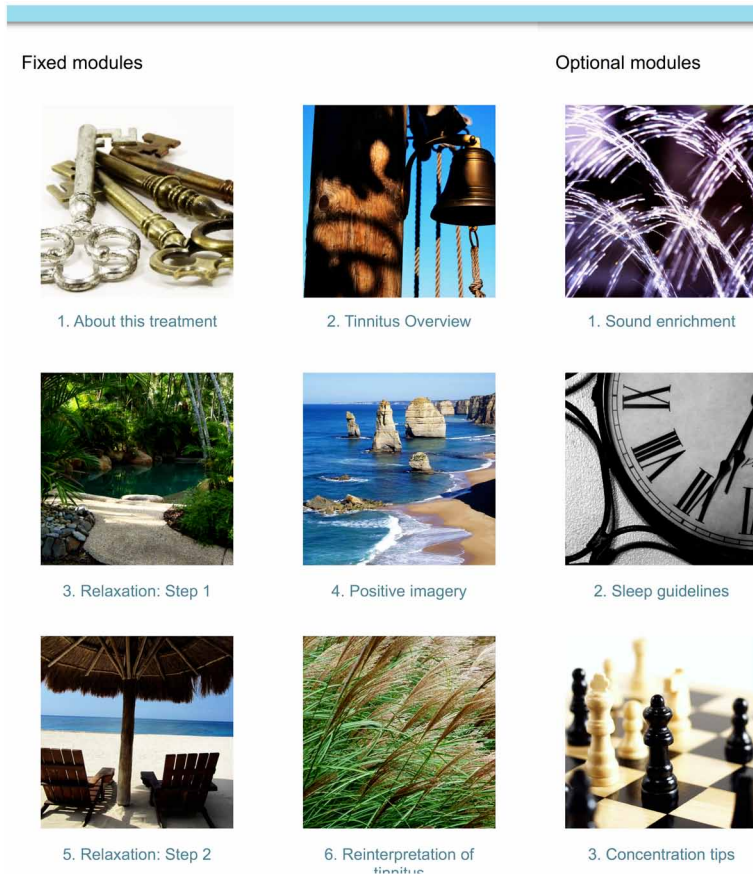 Fixed modules
Optional modules
1. About this treatment
2. Tinnitus Overview
1. Sound enrichment
3. Relaxation: Step 1
4. Positive imagery
2. Sleep guidelines
5. Relaxation: Step 2
6. Reinterpretation of
tinnitus
3. Concentration tips